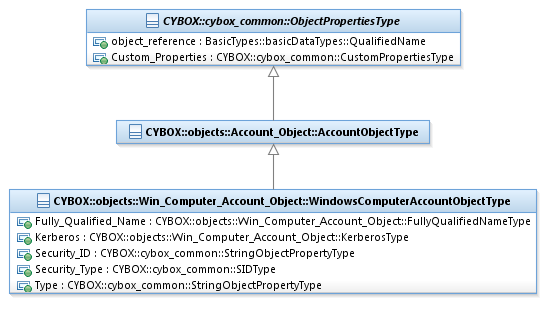 CYBOX::cybox_common::ObjectPropertiesType
object_reference : BasicTypes::basicDataTypes::QualifiedName
Custom_Properties : CYBOX::cybox_common::CustomPropertiesType
CYBOX::objects::Account_Object::AccountObjectType
CYBOX::objects::Win_Computer_Account_Object::WindowsComputerAccountObjectType
Fully_Qualified_Name : CYBOX::objects::Win_Computer_Account_Object::FullyQualifiedNameType
Kerberos : CYBOX::objects::Win_Computer_Account_Object::KerberosType
Security_ID : CYBOX::cybox_common::StringObjectPropertyType
Security_Type : CYBOX::cybox_common::SIDType
Type : CYBOX::cybox_common::StringObjectPropertyType